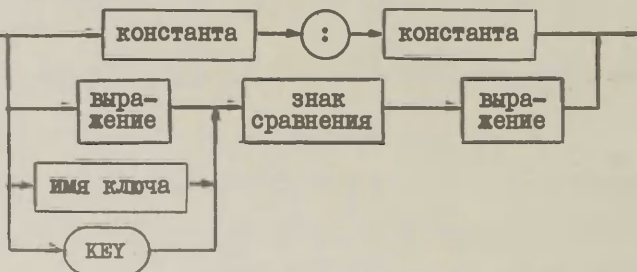 константа : константа
выра-
жение
знак
сравнения
выра-
жение
имя ключа
KEY